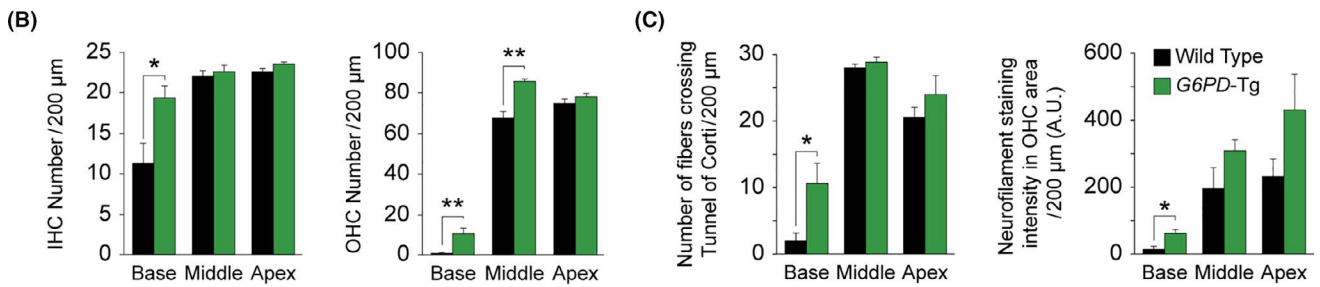 (B)
IHC Number/200 µm
25
20
15
10
5
0
*
Base Middle Apex
OHC Number/200 µm
100
80
60
40
20
0
**
**
Base Middle Apex
(C)
Number of fibers crossing
Tunnel of Corti/200 µm
30
20
10
0
*
Base Middle Apex
Neurofilament staining
intensity in OHC area
/200 µm (A.U.)
600
400
200
0
*
Base Middle Apex
Wild Type
G6PD-Tg